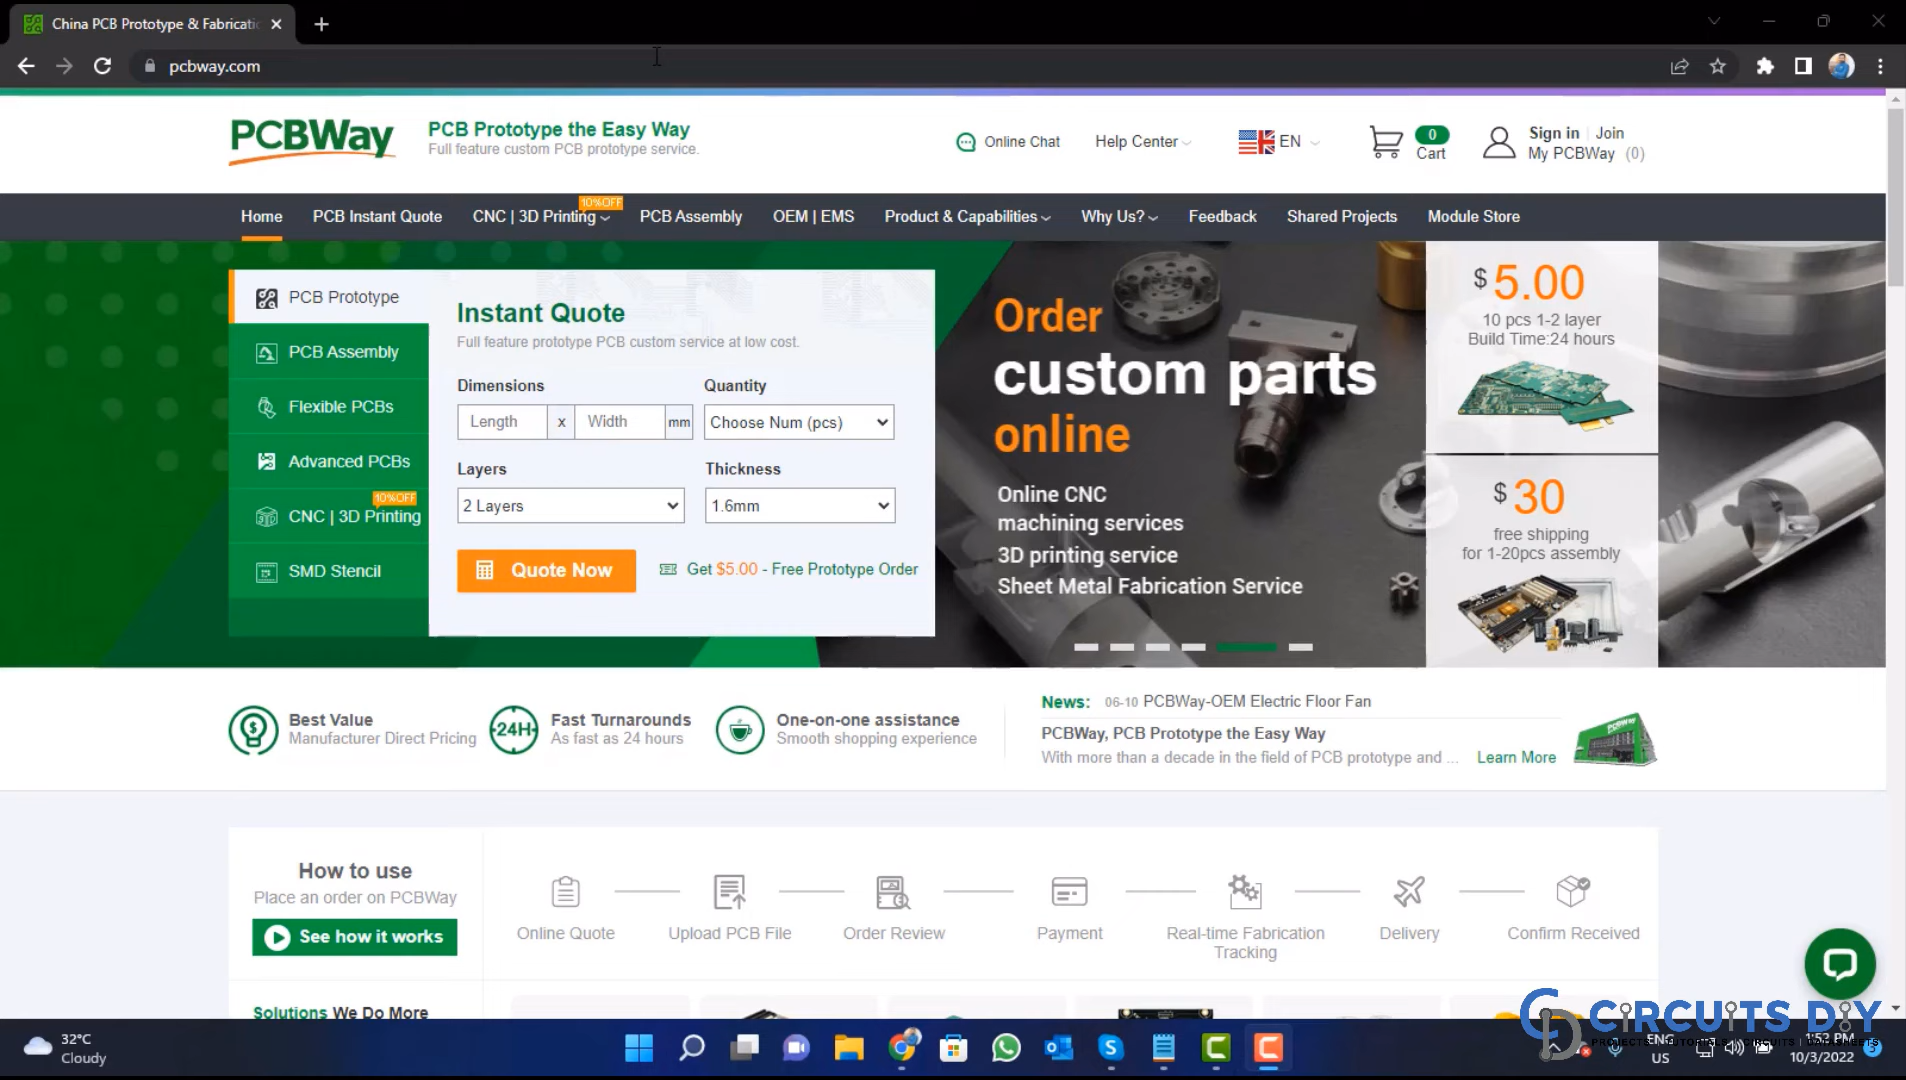 China PCB Prototype & Fabricati
pcbway.com
PCBWay
PCB Prototype the Easy Way
Full feature custom PCB prototype service.
Online Chat
Help Center
EN
0
Cart
Sign in | Join
My PCBWay (0)
Home
PCB Instant Quote
CNC | 3D Printing
10%OFF
PCB Assembly
OEM | EMS
Product & Capabilities
Why Us?
Feedback
Shared Projects
Module Store
PCB Prototype
PCB Assembly
Flexible PCBs
Advanced PCBs
10%OFF
CNC | 3D Printing
SMD Stencil
Instant Quote
Full feature prototype PCB custom service at low cost.
Dimensions
Quantity
Length x Width mm
Choose Num (pcs)
Layers
Thickness
2 Layers
1.6mm
Quote Now
Get $5.00 - Free Prototype Order
Order
custom parts
online
Online CNC
machining services
3D printing service
Sheet Metal Fabrication Service
$ 5.00
10 pcs 1-2 layer
Build Time:24 hours
$ 30
free shipping
for 1-20pcs assembly
Best Value
Manufacturer Direct Pricing
24H
Fast Turnarounds
As fast as 24 hours
One-on-one assistance
Smooth shopping experience
News: 06-10 PCBWay-OEM Electric Floor Fan
PCBWay, PCB Prototype the Easy Way
With more than a decade in the field of PCB prototype and ... Learn More
How to use
Place an order on PCBWay
See how it works
Online Quote
Upload PCB File
Order Review
Payment
Real-time Fabrication
Tracking
Delivery
Confirm Received
Solutions We Do More
CIRCUITS DIY
32°C
Cloudy
ENG
US
1:52 PM
10/3/2022